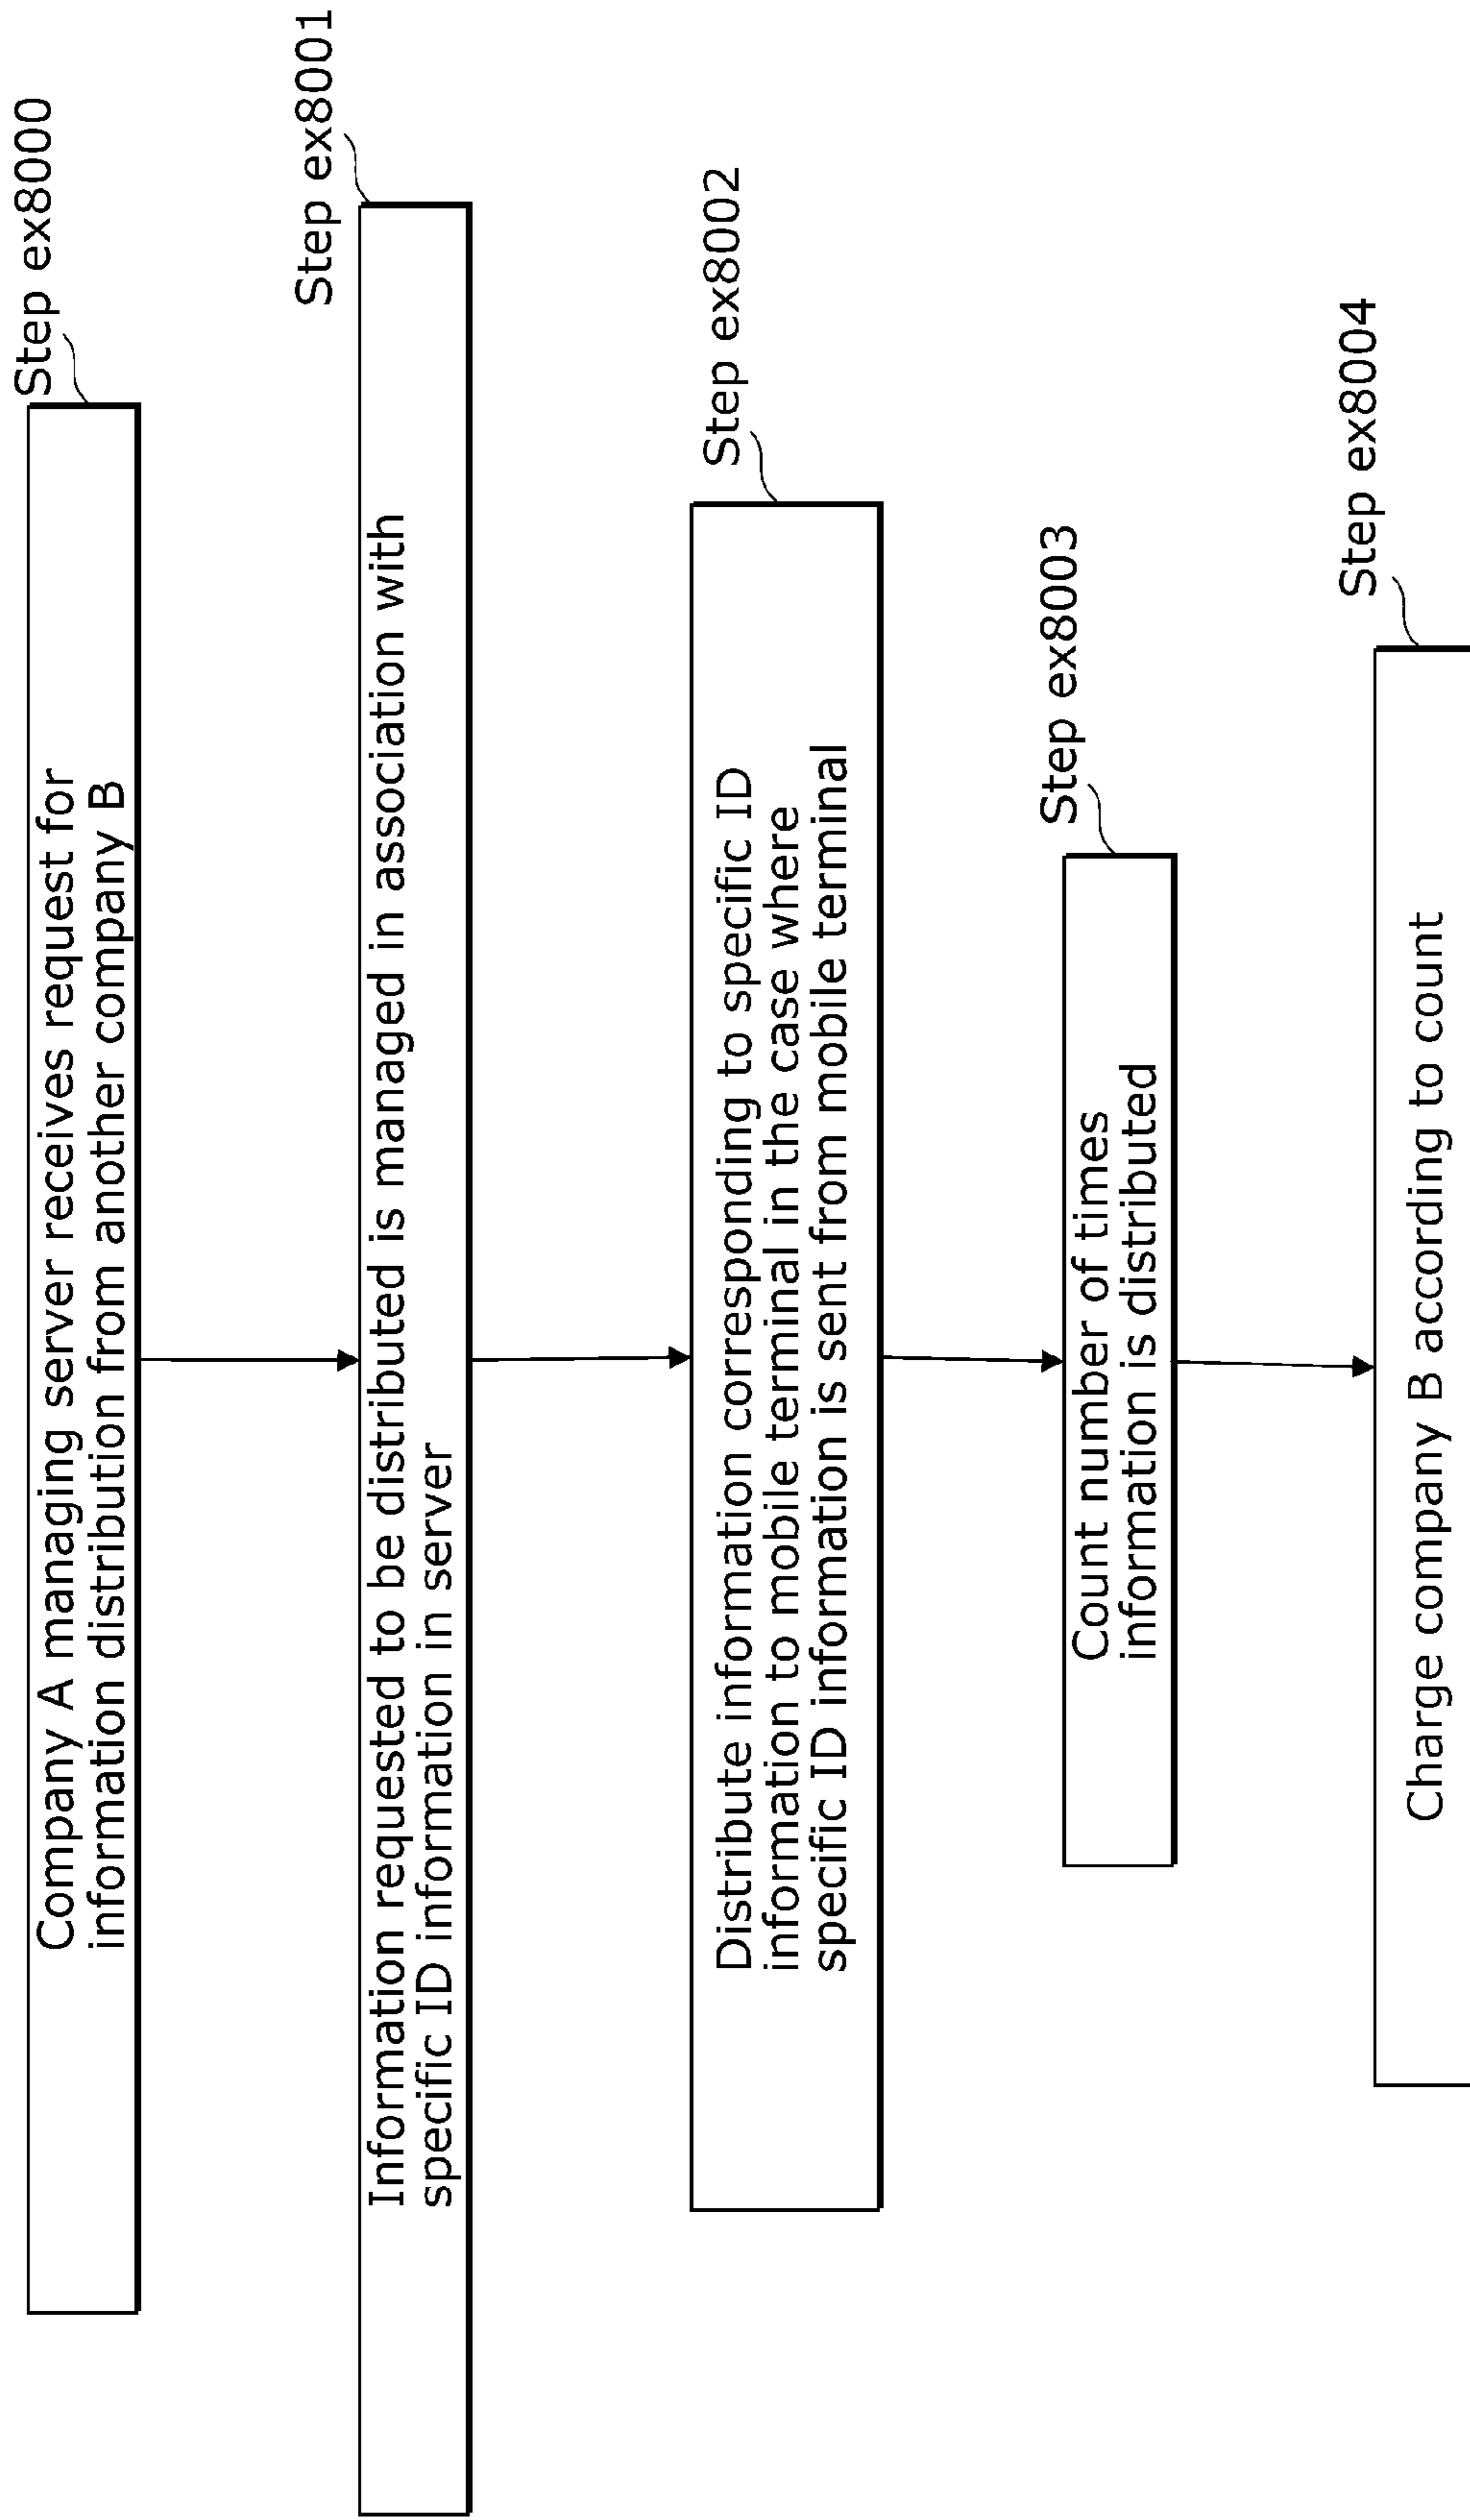 Step ex8000
Company A managing server receives request for
information distribution from another company B
Step ex8001
Information requested to be distributed is managed in association with
specific ID information in server
Step ex8002
Distribute information corresponding to specific ID
information to mobile terminal in the case where
specific ID information is sent from mobile terminal
Step ex8003
Count number of times
information is distributed
Step ex8004
Charge company B according to count